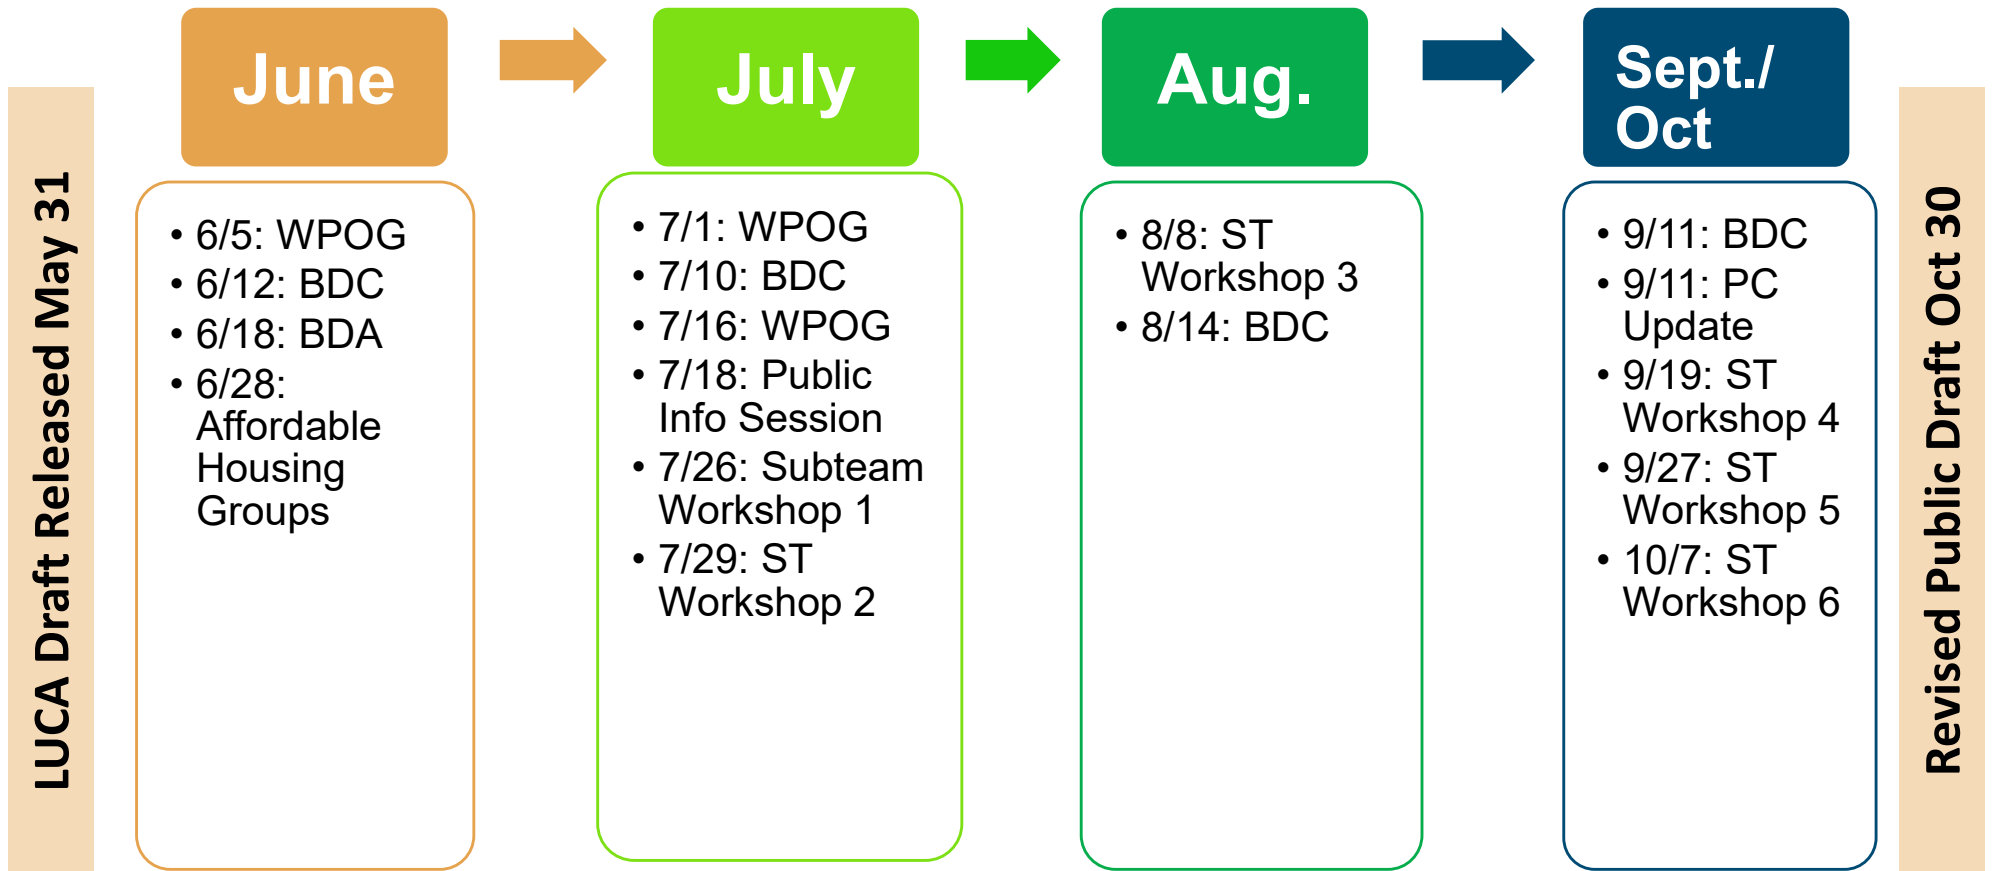 LUCA Draft Released May 31
June
• 6/5: WPOG
• 6/12: BDC
• 6/18: BDA
• 6/28:
Affordable
Housing
Groups
July
• 7/1: WPOG
• 7/10: BDC
• 7/16: WPOG
• 7/18: Public
Info Session
• 7/26: Subteam
Workshop 1
• 7/29: ST
Workshop 2
Aug.
• 8/8: ST
Workshop 3
• 8/14: BDC
Sept./
Oct
• 9/11: BDC
• 9/11: PC
Update
• 9/19: ST
Workshop 4
• 9/27: ST
Workshop 5
• 10/7: ST
Workshop 6
Revised Public Draft Oct 30